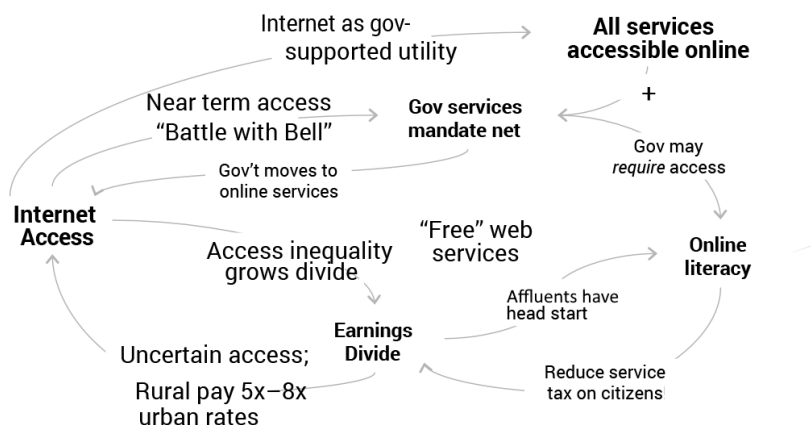 Internet as gov-
supported utility
All services
accessible online
+
Near term access
“Battle with Bell”
Gov services
mandate net
Gov may
require access
Gov’t moves to
online services
Internet
Access
Access inequality
grows divide
“Free” web
services
Online
literacy
Affluents have
head start
Earnings
Divide
Uncertain access;
Rural pay 5x–8x
urban rates
Reduce service
tax on citizens